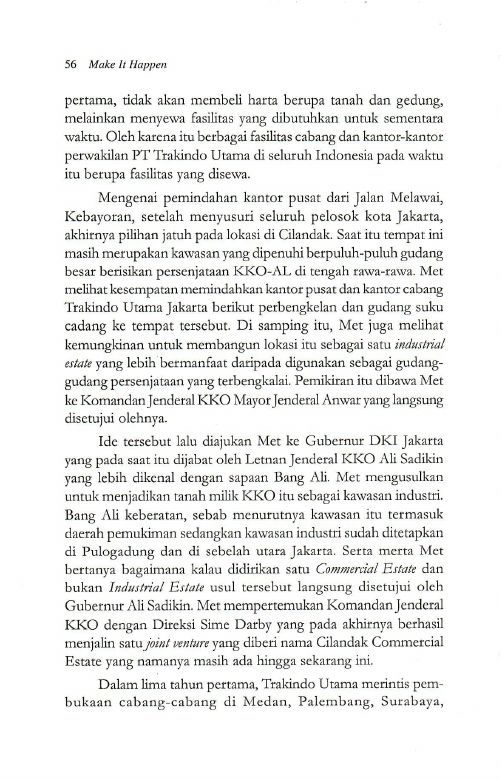 56 Make It Happen
pertama, tidak akan membeli harta berupa tanah dan gedung,
melainkan menyewa fasilitas yang dibutuhkan untuk sementara
waktu. Oleh karena itu berbagai fasilitas cabang dan kantor-kantor
perwakilan PT Trakindo Utama di seluruh Indonesia pada waktu
itu berupa fasilitas yang disewa.
Mengenai pemindahan kantor pusat dari Jalan Melawai,
Kebayoran, setelah menyusuri seluruh pelosok kota Jakarta,
akhirnya pilihan jatuh pada lokasi di Cilandak. Saat itu tempat ini
masih merupakan kawasan yang dipenuhi berpuluh-puluh gudang
besar berisikan persenjataan KKO-AL di tengah rawa-rawa. Met
melihat kesempatan memindahkan kantor pusat dan kantor cabang
Trakindo Utama Jakarta berikut perbengkelan dan gudang suku
cadang ke tempat tersebut. Di samping itu, Met juga melihat
kemungkinan untuk membangun lokasi itu sebagai satu industrial
estate yang lebih bermanfaat daripada digunakan sebagai gudang-
gudang persenjataan yang terbengkalai. Pemikiran itu dibawa Met
ke Komandan Jenderal KKO Mayor Jenderal Anwar yang langsung
disetujui olehnya.
Ide tersebut lalu diajukan Met ke Gubernur DKI Jakarta
yang pada saat itu dijabat oleh Letnan Jenderal KKO Ali Sadikin
yang lebih dikenal dengan sapaan Bang Ali. Met mengusulkan
untuk menjadikan tanah milik KKO itu sebagai kawasan industri.
Bang Ali keberatan, sebab menurutnya kawasan itu termasuk
daerah pemukiman sedangkan kawasan industri sudah ditetapkan
di Pulogadung dan di sebelah utara Jakarta. Serta merta Met
bertanya bagaimana kalau didirikan satu Commercial Estate dan
bukan Industrial Estate usul tersebut langsung disetujui oleh
Gubernur Ali Sadikin. Met mempertemukan Komandan Jenderal
KKO dengan Direksi Sime Darby yang pada akhirnya berhasil
menjalin satu joint venture yang diberi nama Cilandak Commercial
Estate yang namanya masih ada hingga sekarang ini.
Dalam lima tahun pertama, Trakindo Utama merintis pem-
bukaan cabang-cabang di Medan, Palembang, Surabaya,